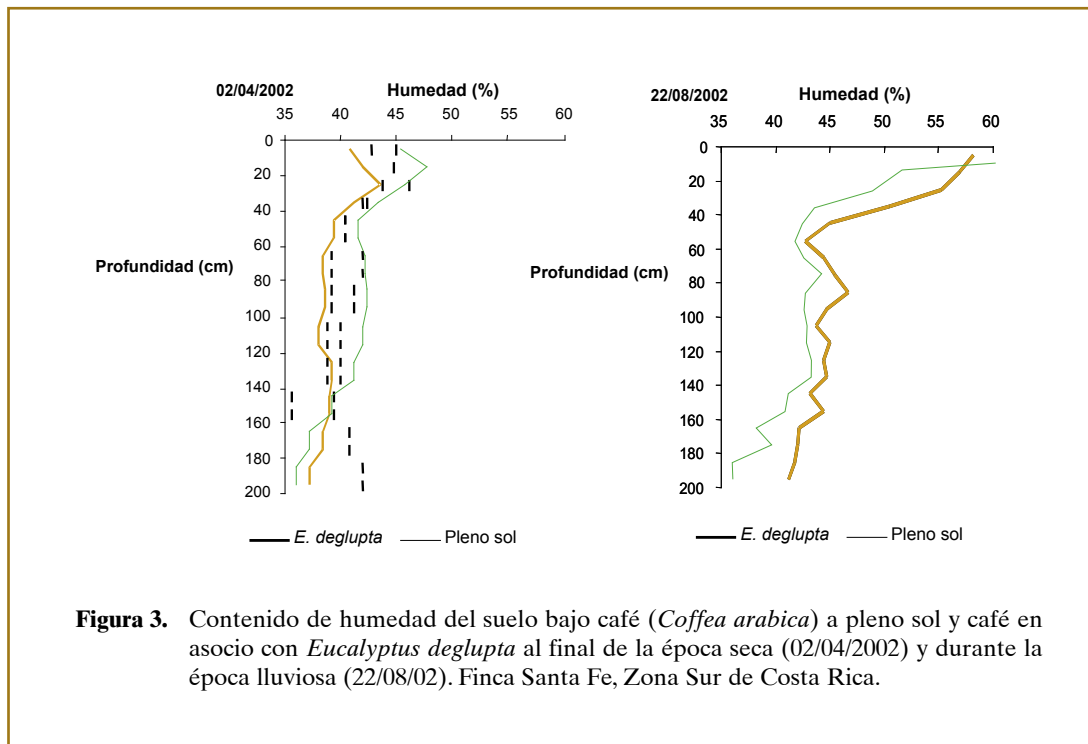 02/04/2002 Humedad (%)
35 40 45 50 55 60
0
20
40
60
80
100
120
140
160
180
200
Profundidad (cm)
E. deglupta Pleno sol
22/08/2002 Humedad (%)
35 40 45 50 55 60
0
20
40
60
80
100
120
140
160
180
200
Profundidad (cm)
E. deglupta Pleno sol
Figura 3. Contenido de humedad del suelo bajo café (Coffea arabica) a pleno sol y café en
asocio con Eucalyptus deglupta al final de la época seca (02/04/2002) y durante la
época lluviosa (22/08/02). Finca Santa Fe, Zona Sur de Costa Rica.